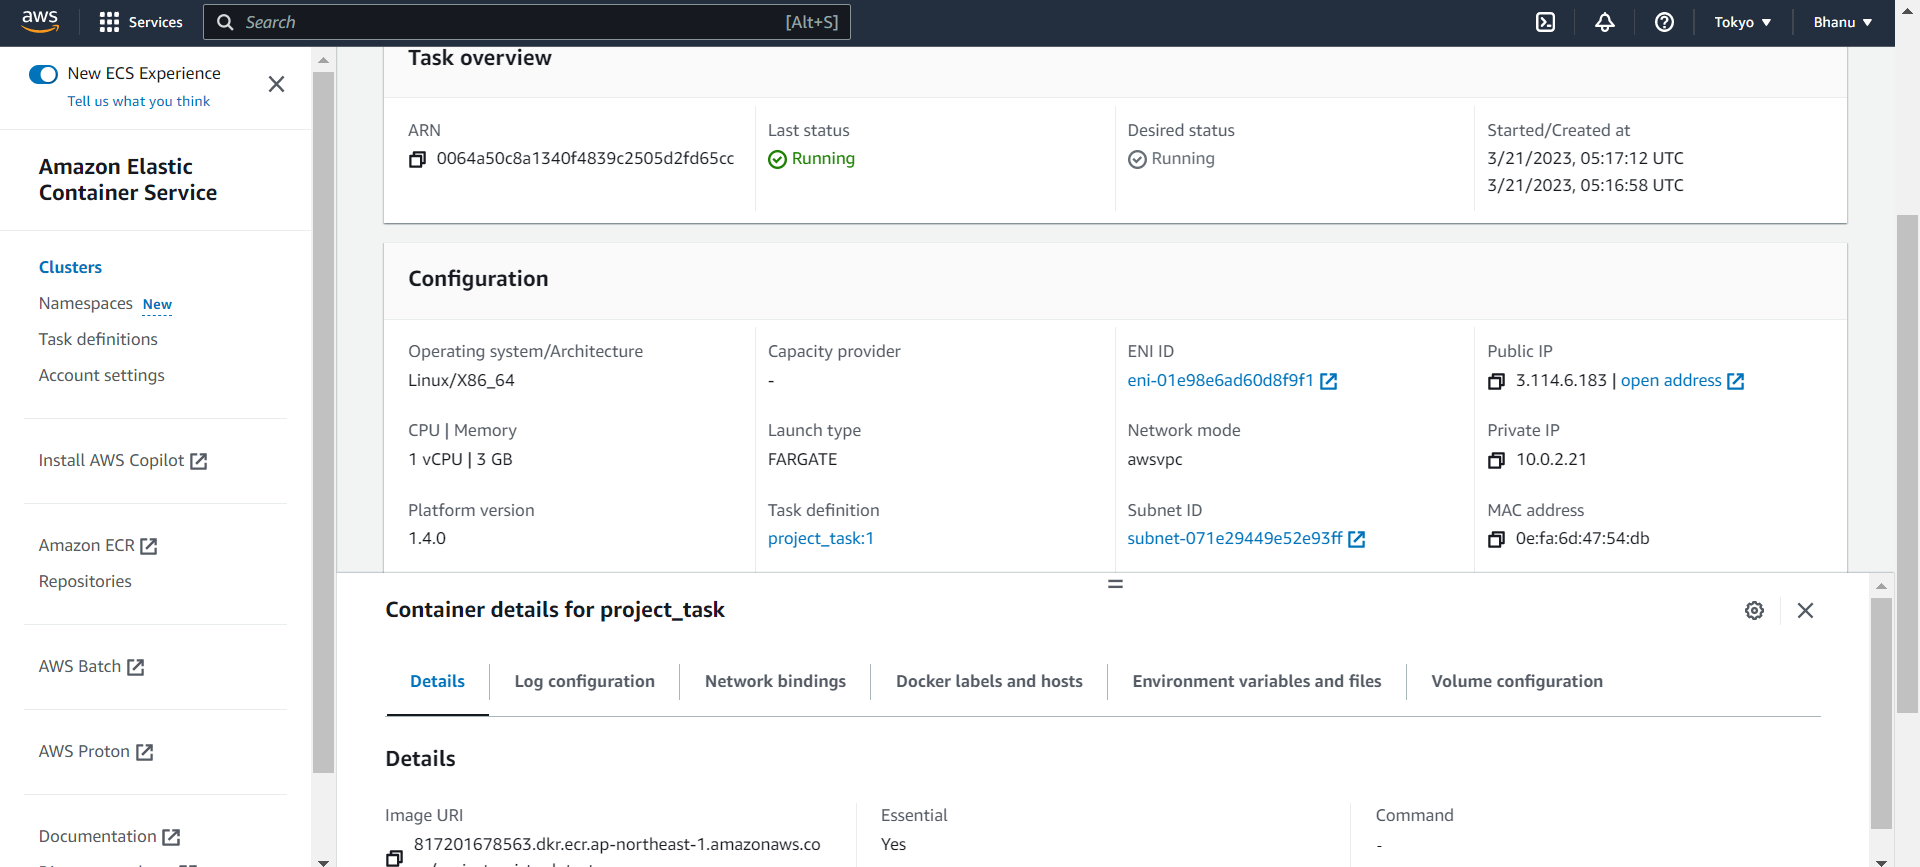 aws
Services
Search [Alt+S]
Tokyo ▼
Bhanu ▼
New ECS Experience
Tell us what you think
Amazon Elastic
Container Service
Clusters
Namespaces New
Task definitions
Account settings
Install AWS Copilot
Amazon ECR
Repositories
AWS Batch
AWS Proton
Documentation
Task overview
ARN
0064a50c8a1340f4839c2505d2fd65cc
Last status
Running
Desired status
Running
Started/Created at
3/21/2023, 05:17:12 UTC
3/21/2023, 05:16:58 UTC
Configuration
Operating system/Architecture
Linux/X86_64
Capacity provider
-
ENI ID
eni-01e98e6ad60d8f9f1
Public IP
3.114.6.183 | open address
CPU | Memory
1 vCPU | 3 GB
Launch type
FARGATE
Network mode
awsvpc
Private IP
10.0.2.21
Platform version
1.4.0
Task definition
project_task:1
Subnet ID
subnet-071e29449e52e93ff
MAC address
0e:fa:6d:47:54:db
Container details for project_task
Details
Log configuration
Network bindings
Docker labels and hosts
Environment variables and files
Volume configuration
Details
Image URI
817201678563.dkr.ecr.ap-northeast-1.amazonaws.co
Essential
Yes
Command
-